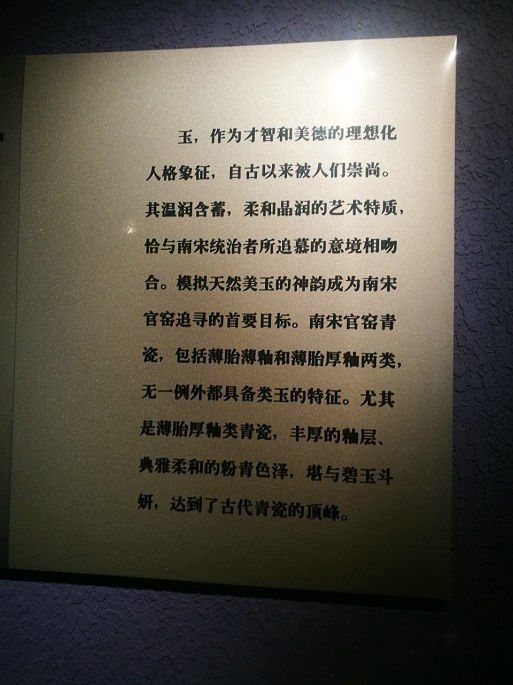 玉，作为才智和美德的理想化
人格象征，自古以来被人们崇尚。
其温润含蓄，柔和晶润的艺术特质，
恰与南宋统治者所追慕的意境相吻
合。模拟天然美玉的神韵成为南宋
官窑追寻的首要目标。南宋官窑青
瓷，包括薄胎薄釉和薄胎厚釉两类，
无一例外都具备类玉的特征。尤其
是薄胎厚釉类青瓷，丰厚的釉层、
典雅柔和的粉青色泽，堪与碧玉斗
妍，达到了古代青瓷的顶峰。